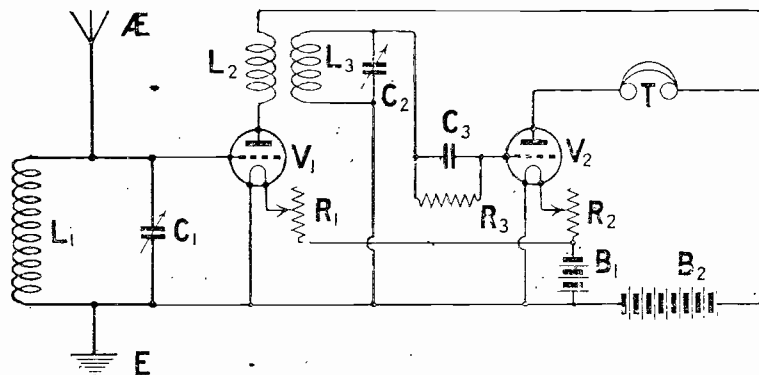 Æ
L₂
L₃
C₂
T
V₁
C₃
V₂
R₁
R₃
R₂
L₁
C₁
B₁
B₂
E